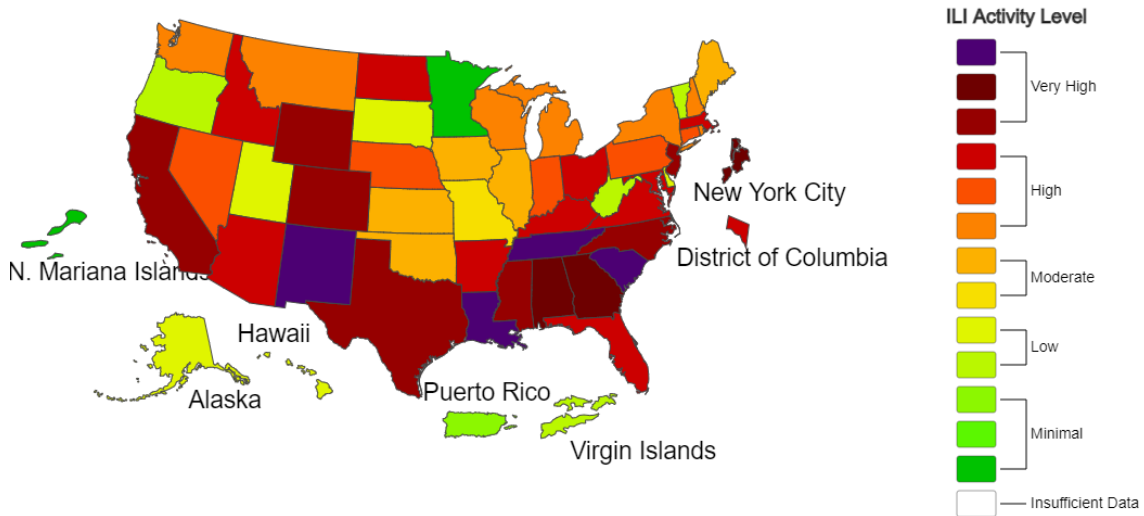 ILI Activity Level
Very High
High
Moderate
Low
Minimal
Insufficient Data
New York City
District of Columbia
N. Mariana Islands
Hawaii
Alaska
Puerto Rico
Virgin Islands